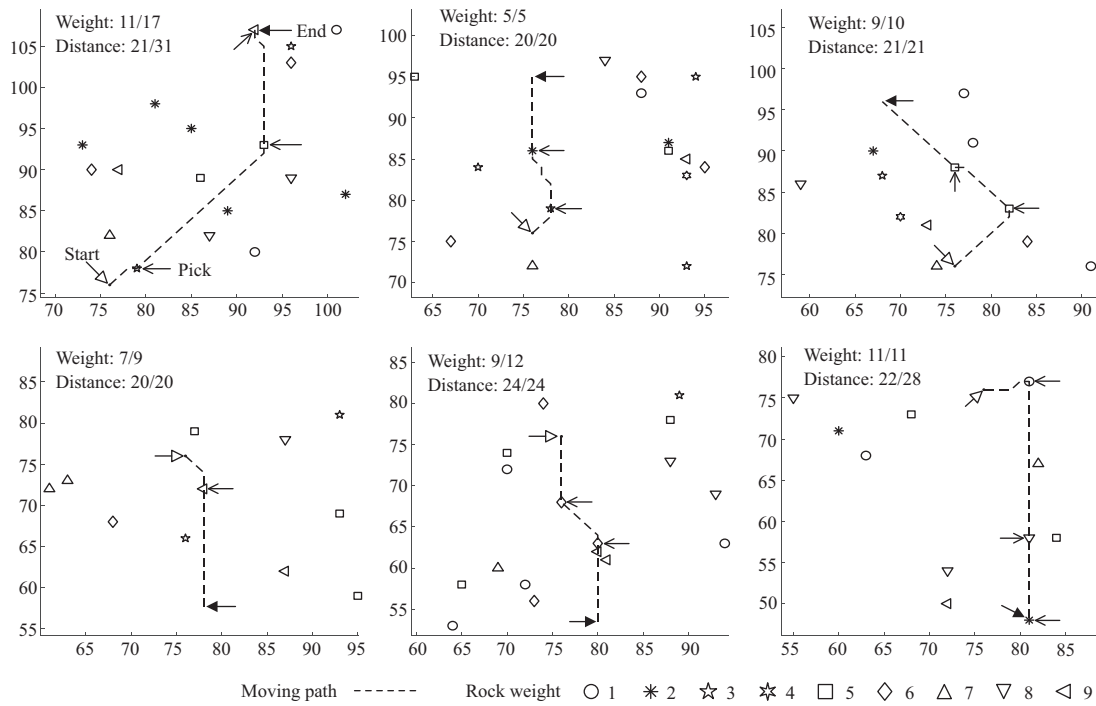 Weight: 11/17
Distance: 21/31
End
Start
Pick
105
100
95
90
85
80
75
70 75 80 85 90 95 100
Weight: 5/5
Distance: 20/20
100
95
90
85
80
75
70
65 70 75 80 85 90 95
Weight: 9/10
Distance: 21/21
100
95
90
85
80
75
60 65 70 75 80 85 90
Weight: 7/9
Distance: 20/20
85
80
75
70
65
60
55
65 70 75 80 85 90 95
Weight: 9/12
Distance: 24/24
85
80
75
70
65
60
55
60 65 70 75 80 85 90
Weight: 11/11
Distance: 22/28
80
75
70
65
60
55
50
55 60 65 70 75 80 85
Moving path Rock weight 1 2 3 4 5 6 7 8 9